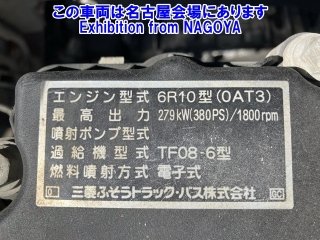 この車両は名古屋会場にあります
Exhibition from NAGOYA
エンジン型式 6R10型(0AT3)
最高出力 279kW(380PS)/1800rpm
噴射ポンプ型式
過給機型式 TF08-6型
燃料噴射方式 電子式
三菱ふそうトラック・バス株式会社